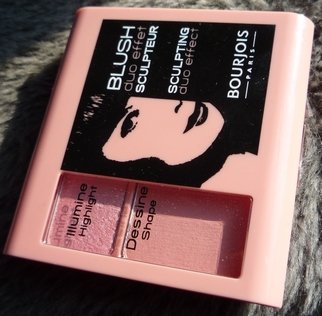 BLUSH
duo effet
SCULPTEUR
SCULPTING
duo effect
BOURJOIS
PARIS
Illumine
Highlight
Dessine
Shape